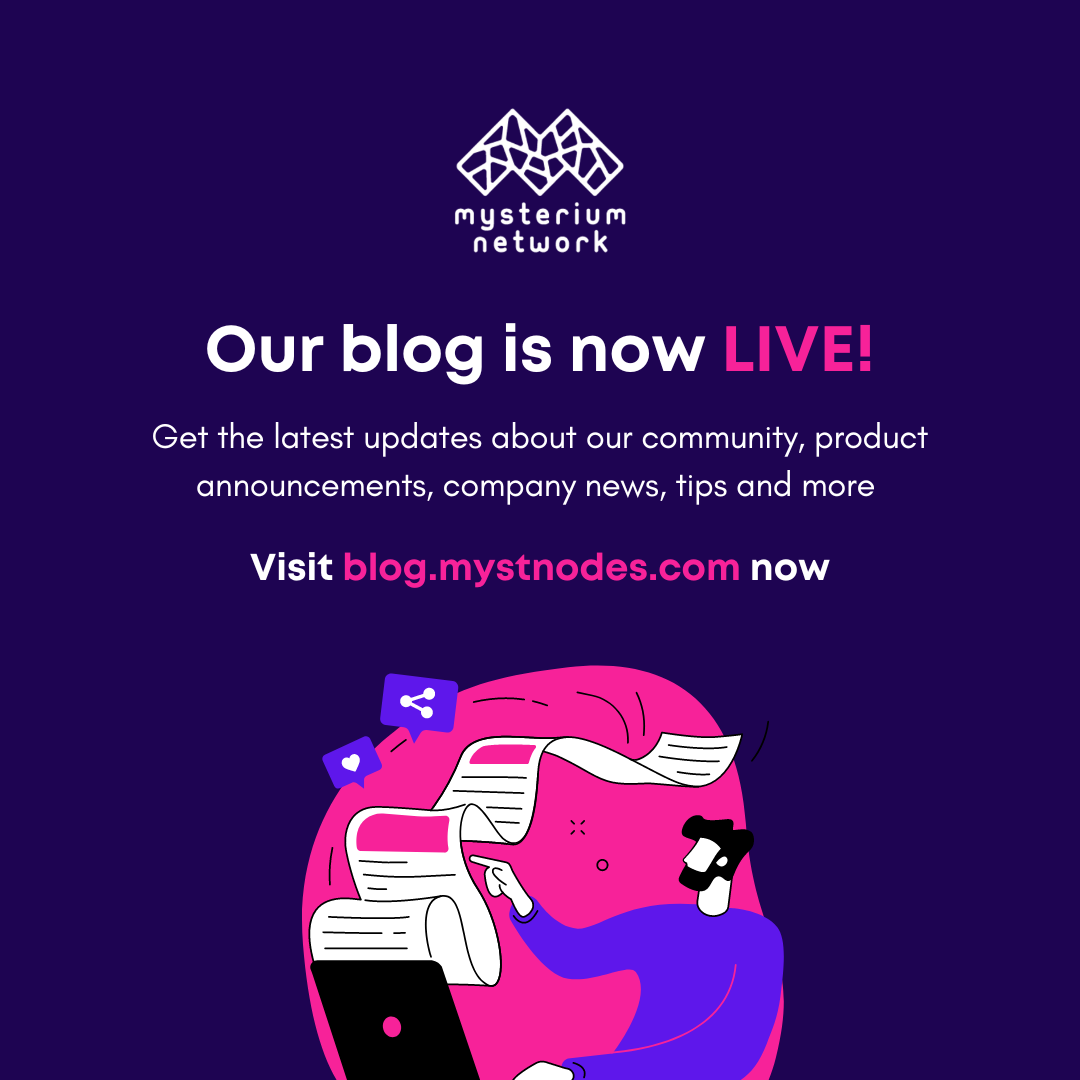 mysterium
network
Our blog is now LIVE!
Get the latest updates about our community, product
announcements, company news, tips and more
Visit blog.mystnodes.com now